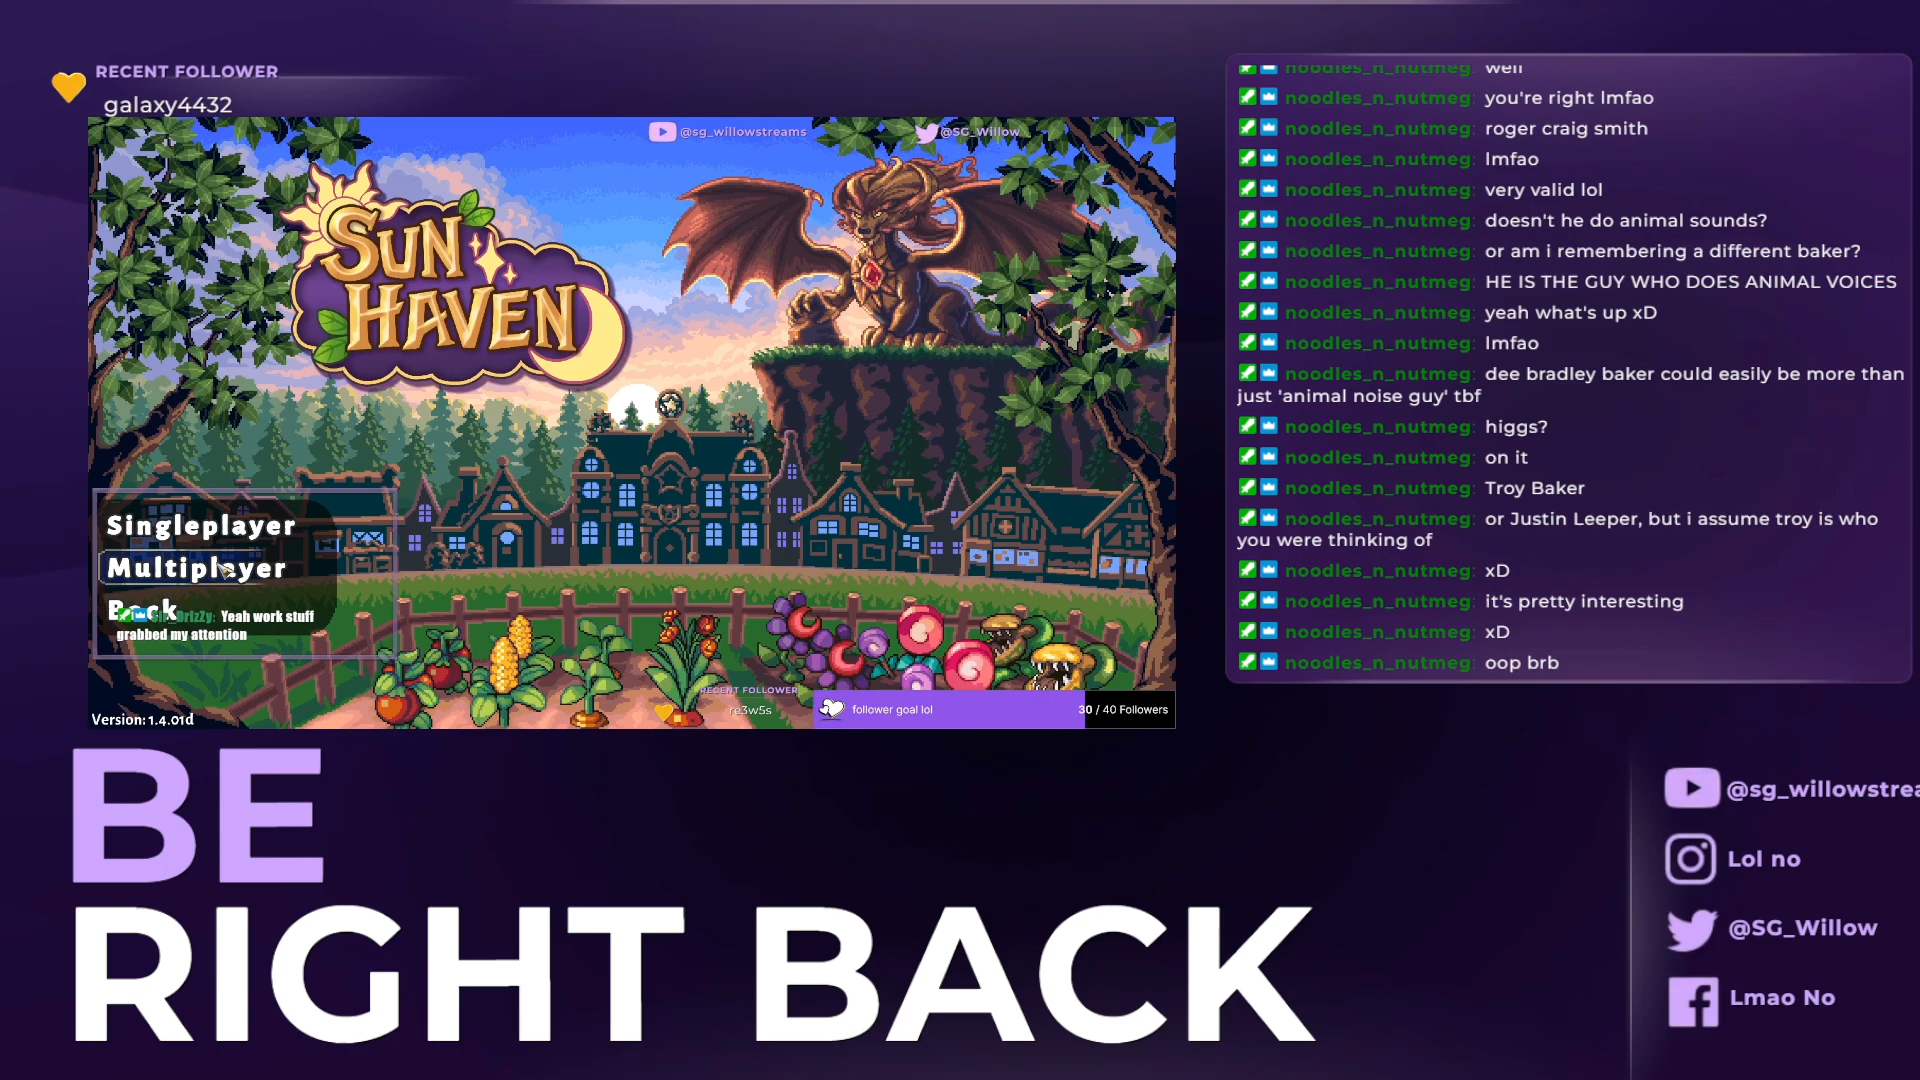 RECENT FOLLOWER
galaxy4432
@sg_willowstreams
@SG_Willow
SUN
HAVEN
Singleplayer
Multiplayer
Back
DrizZy: Yeah work stuff
grabbed my attention
Version: 1.4.01d
RECENT FOLLOWER
re3w5s
follower goal lol
30 / 40 Followers
noodles_n_nutmeg: well
noodles_n_nutmeg: you're right lmfao
noodles_n_nutmeg: roger craig smith
noodles_n_nutmeg: lmfao
noodles_n_nutmeg: very valid lol
noodles_n_nutmeg: doesn't he do animal sounds?
noodles_n_nutmeg: or am i remembering a different baker?
noodles_n_nutmeg: HE IS THE GUY WHO DOES ANIMAL VOICES
noodles_n_nutmeg: yeah what's up xD
noodles_n_nutmeg: lmfao
noodles_n_nutmeg: dee bradley baker could easily be more than
just 'animal noise guy' tbf
noodles_n_nutmeg: higgs?
noodles_n_nutmeg: on it
noodles_n_nutmeg: Troy Baker
noodles_n_nutmeg: or Justin Leeper, but i assume troy is who
you were thinking of
noodles_n_nutmeg: xD
noodles_n_nutmeg: it's pretty interesting
noodles_n_nutmeg: xD
noodles_n_nutmeg: oop brb
BE
RIGHT BACK
@sg_willowstrea
Lol no
@SG_Willow
Lmao No